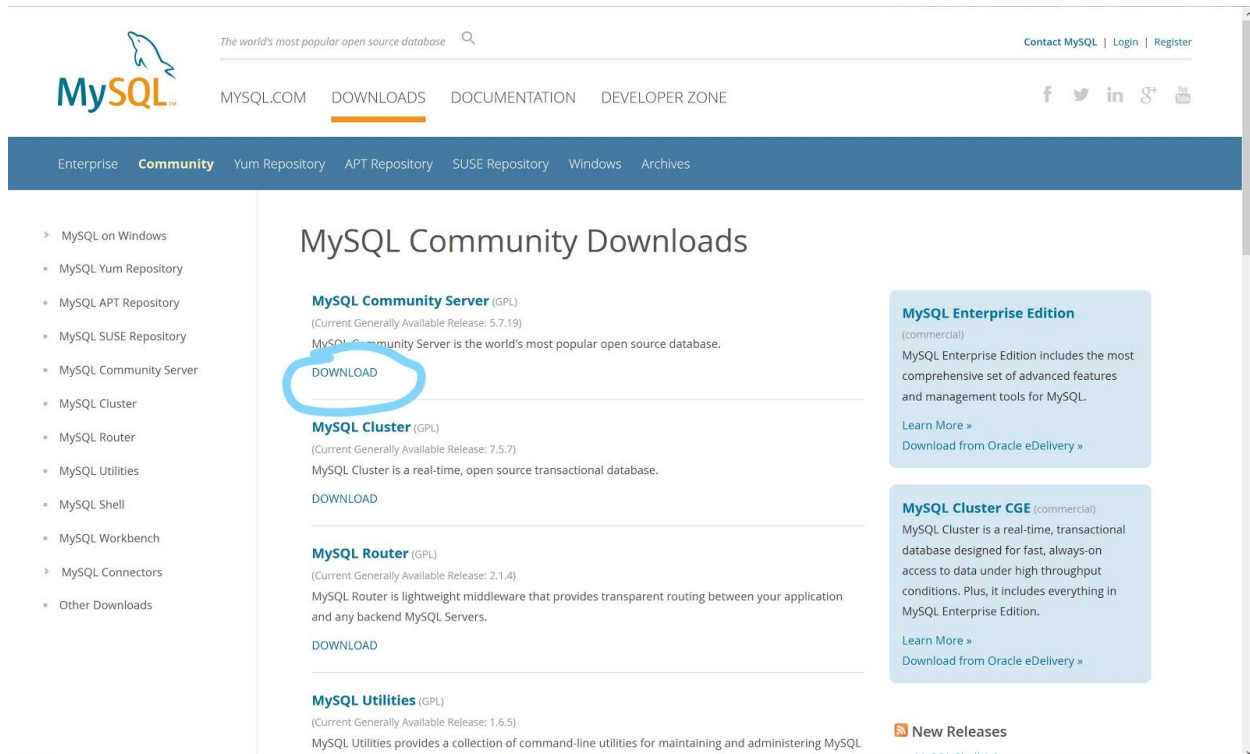 The world's most popular open source database
Contact MySQL | Login | Register
MySQL™
MYSQL.COM DOWNLOADS DOCUMENTATION DEVELOPER ZONE
f in g+ You Tube
Enterprise Community Yum Repository APT Repository SUSE Repository Windows Archives
MySQL on Windows
MySQL Yum Repository
MySQL APT Repository
MySQL SUSE Repository
MySQL Community Server
MySQL Cluster
MySQL Router
MySQL Utilities
MySQL Shell
MySQL Workbench
MySQL Connectors
Other Downloads
MySQL Community Downloads
MySQL Community Server (GPL)
(Current Generally Available Release: 5.7.19)
MySQL Community Server is the world's most popular open source database.
DOWNLOAD
MySQL Cluster (GPL)
(Current Generally Available Release: 7.5.7)
MySQL Cluster is a real-time, open source transactional database.
DOWNLOAD
MySQL Router (GPL)
(Current Generally Available Release: 2.1.4)
MySQL Router is lightweight middleware that provides transparent routing between your application
and any backend MySQL Servers.
DOWNLOAD
MySQL Utilities (GPL)
(Current Generally Available Release: 1.6.5)
MySQL Utilities provides a collection of command-line utilities for maintaining and administering MySQL
MySQL Enterprise Edition
(commercial)
MySQL Enterprise Edition includes the most
comprehensive set of advanced features
and management tools for MySQL.
Learn More »
Download from Oracle eDelivery »
MySQL Cluster CGE (commercial)
MySQL Cluster is a real-time, transactional
database designed for fast, always-on
access to data under high throughput
conditions. Plus, it includes everything in
MySQL Enterprise Edition.
Learn More »
Download from Oracle eDelivery »
New Releases